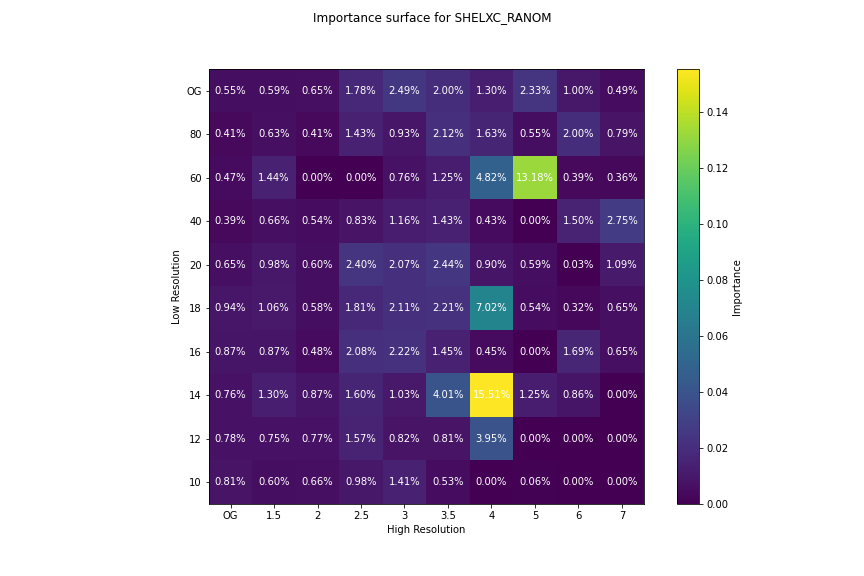 Importance surface for SHELXC_RANOM
OG 0.55% 0.59% 0.65% 1.78% 2.49% 2.00% 1.30% 2.33% 1.00% 0.49%
80 0.41% 0.63% 0.41% 1.43% 0.93% 2.12% 1.63% 0.55% 2.00% 0.79%
60 0.47% 1.44% 0.00% 0.00% 0.76% 1.25% 4.82% 13.18% 0.39% 0.36%
40 0.39% 0.66% 0.54% 0.83% 1.16% 1.43% 0.43% 0.00% 1.50% 2.75%
20 0.65% 0.98% 0.60% 2.40% 2.07% 2.44% 0.90% 0.59% 0.03% 1.09%
18 0.94% 1.06% 0.58% 1.81% 2.11% 2.21% 7.02% 0.54% 0.32% 0.65%
16 0.87% 0.87% 0.48% 2.08% 2.22% 1.45% 0.45% 0.00% 1.69% 0.65%
14 0.76% 1.30% 0.87% 1.60% 1.03% 4.01% 15.51% 1.25% 0.86% 0.00%
12 0.78% 0.75% 0.77% 1.57% 0.82% 0.81% 3.95% 0.00% 0.00% 0.00%
10 0.81% 0.60% 0.66% 0.98% 1.41% 0.53% 0.00% 0.06% 0.00% 0.00%
OG 1.5 2 2.5 3 3.5 4 5 6 7
High Resolution
Low Resolution
0.14
0.12
0.10
0.08
0.06
0.04
0.02
0.00
Importance